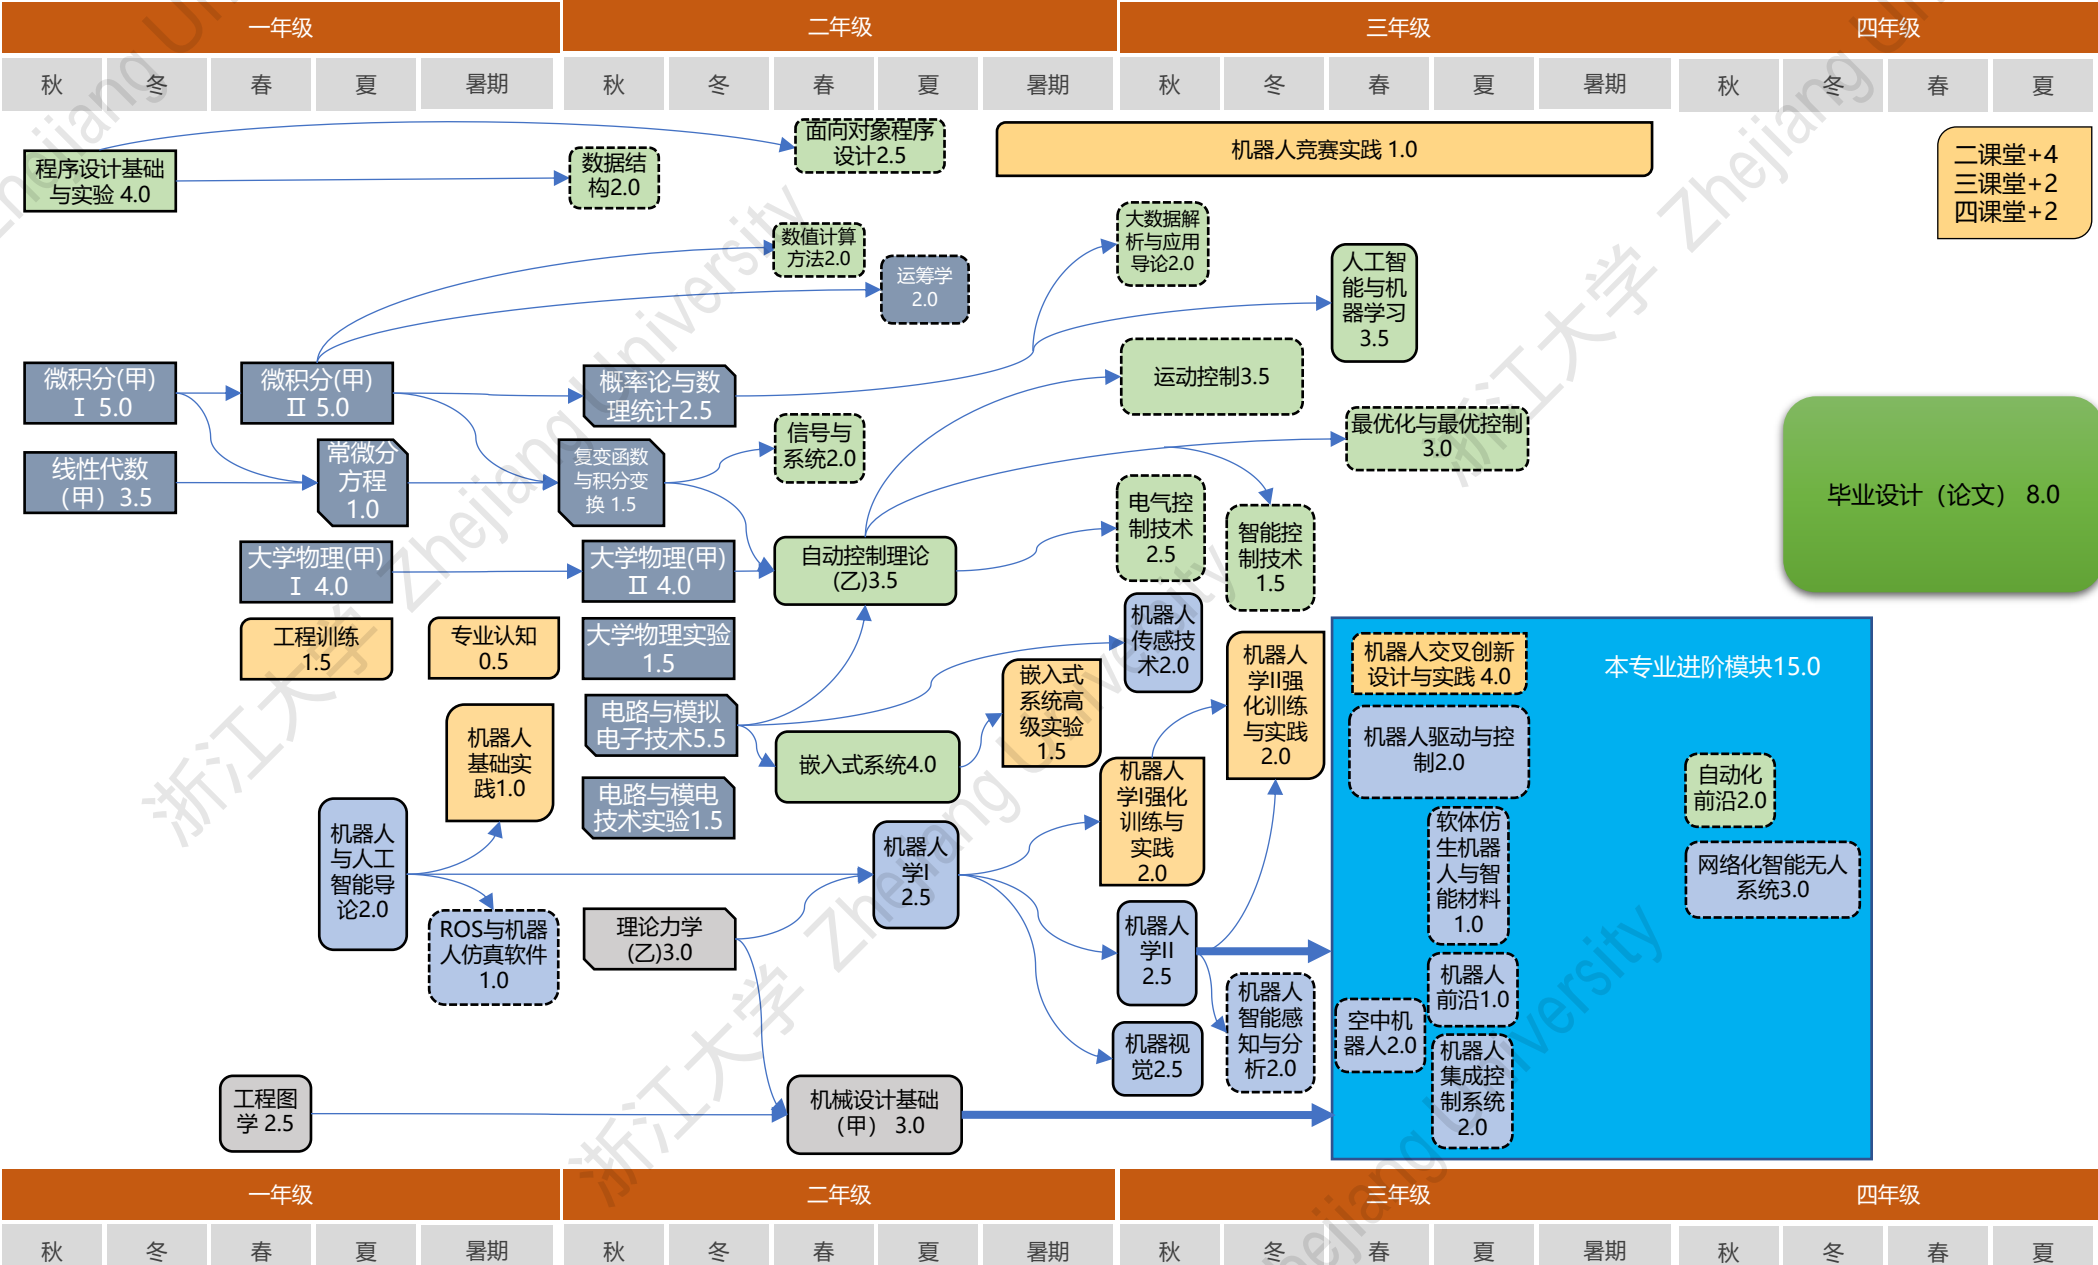 一年级 二年级 三年级 四年级
秋 冬 春 夏 暑期 秋 冬 春 夏 暑期 秋 冬 春 夏 暑期 秋 冬 春 夏
程序设计基础
与实验 4.0
数据结
构2.0
面向对象程序
设计2.5
机器人竞赛实践 1.0
二课堂+4
三课堂+2
四课堂+2
数值计算
方法2.0
运筹学
2.0
大数据解
析与应用
导论2.0
人工智
能与机
器学习
3.5
微积分(甲)
Ⅰ 5.0
微积分(甲)
Ⅱ 5.0
概率论与数
理统计2.5
运动控制3.5
线性代数
（甲）3.5
常微分
方程
1.0
复变函数
与积分变
换 1.5
信号与
系统2.0
最优化与最优控制
3.0
毕业设计（论文） 8.0
大学物理(甲)
Ⅰ 4.0
大学物理(甲)
Ⅱ 4.0
自动控制理论
(乙)3.5
电气控
制技术
2.5
智能控
制技术
1.5
工程训练
1.5
专业认知
0.5
大学物理实验
1.5
机器人
传感技
术2.0
机器人
学II强
化训练
与实践
2.0
机器人
基础实
践1.0
电路与模拟
电子技术5.5
嵌入式系统4.0
嵌入式
系统高
级实验
1.5
电路与模电
技术实验1.5
机器人
学I强化
训练与
实践
2.0
机器人
与人工
智能导
论2.0
ROS与机器
人仿真软件
1.0
理论力学
(乙)3.0
机器人
学I
2.5
机器人
学II
2.5
机器视
觉2.5
机器人
智能感
知与分
析2.0
工程图
学 2.5
机械设计基础
（甲） 3.0
本专业进阶模块15.0
机器人交叉创新
设计与实践 4.0
机器人驱动与控
制2.0
软体仿
生机器
人与智
能材料
1.0
机器人
前沿1.0
空中机
器人2.0
机器人
集成控
制系统
2.0
自动化
前沿2.0
网络化智能无人
系统3.0
一年级 二年级 三年级 四年级
秋 冬 春 夏 暑期 秋 冬 春 夏 暑期 秋 冬 春 夏 暑期 秋 冬 春 夏
浙江大学 Zhejiang University
浙江大学 Zhejiang University
浙江大学 Zhejiang Un
Zhejiang Un
hejiang University